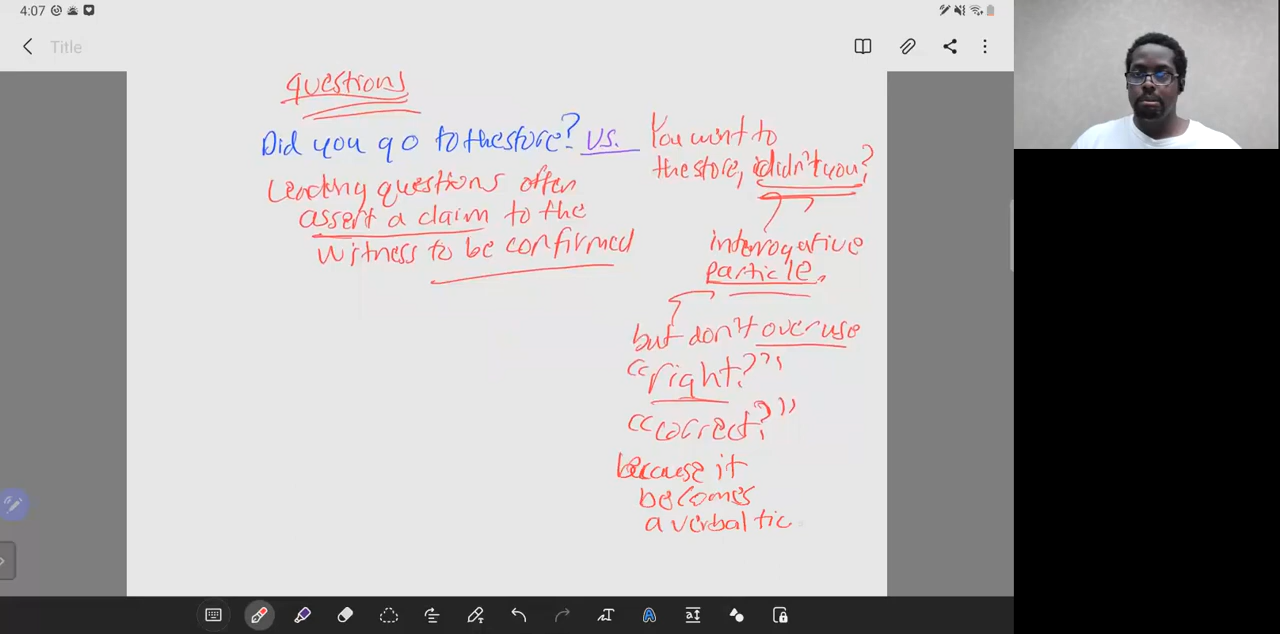 4:07
Title
questions
Did you go to the store? vs.
Leading questions often
assert a claim to the
witness to be confirmed
You went to
the store, didn't you?
interogative
particle.
but don't overuse
"right?",
"correct?"
because it
becomes
a verbal tic